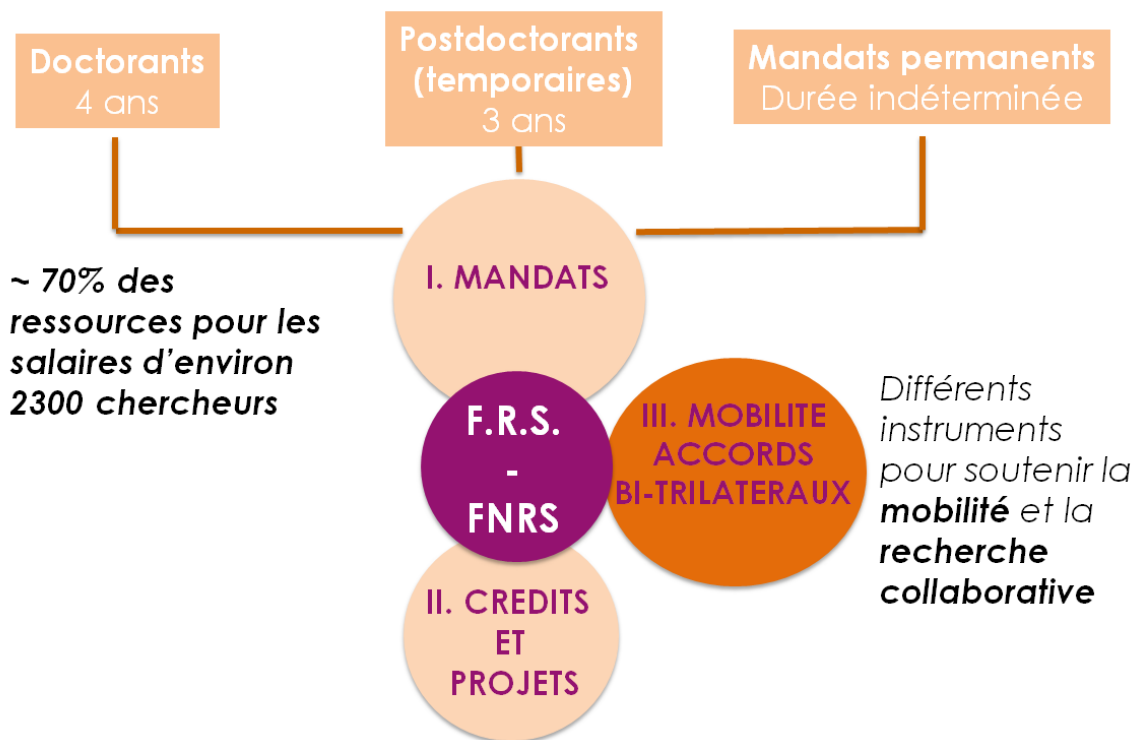 Doctorants
4 ans
Postdoctorants
(temporaires)
3 ans
Mandats permanents
Durée indéterminée
I. MANDATS
~ 70% des
ressources pour les
salaires d'environ
2300 chercheurs
F.R.S.
-
FNRS
III. MOBILITE
ACCORDS
BI-TRILATERAUX
Différents
instruments
pour soutenir la
mobilité et la
recherche
collaborative
II. CREDITS
ET
PROJETS